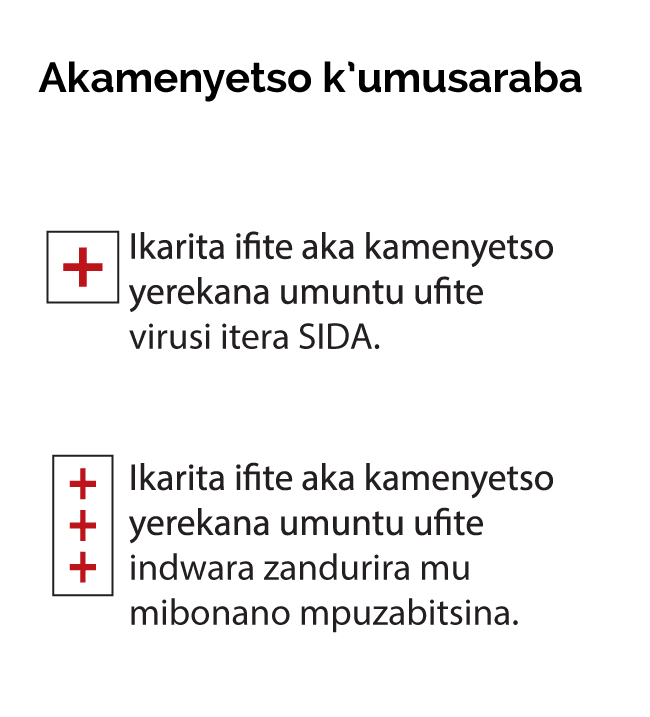 Akamenyetso k’umusaraba
Ikarita ifite aka kamenyetso
yerekana umuntu ufite
virusi itera SIDA.
Ikarita ifite aka kamenyetso
yerekana umuntu ufite
indwara zandurira mu
mibonano mpuzabitsina.